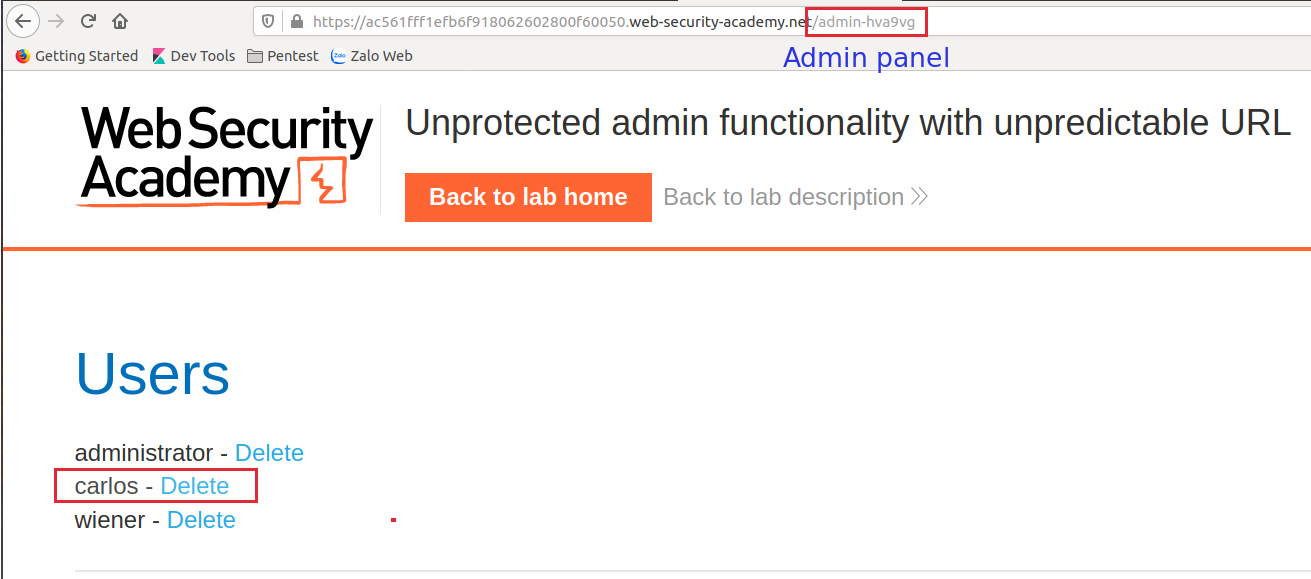 https://ac561fff1efb6f918062602800f60050.web-security-academy.net/admin-hva9vg
Getting Started Dev Tools Pentest Zalo Zalo Web
Admin panel
Web Security
Academy
Unprotected admin functionality with unpredictable URL
Back to lab home Back to lab description
Users
administrator - Delete
carlos - Delete
wiener - Delete